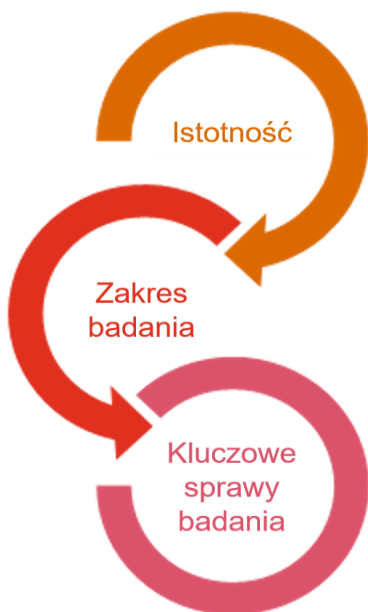 Istotność
Zakres
badania
Kluczowe
sprawy
badania